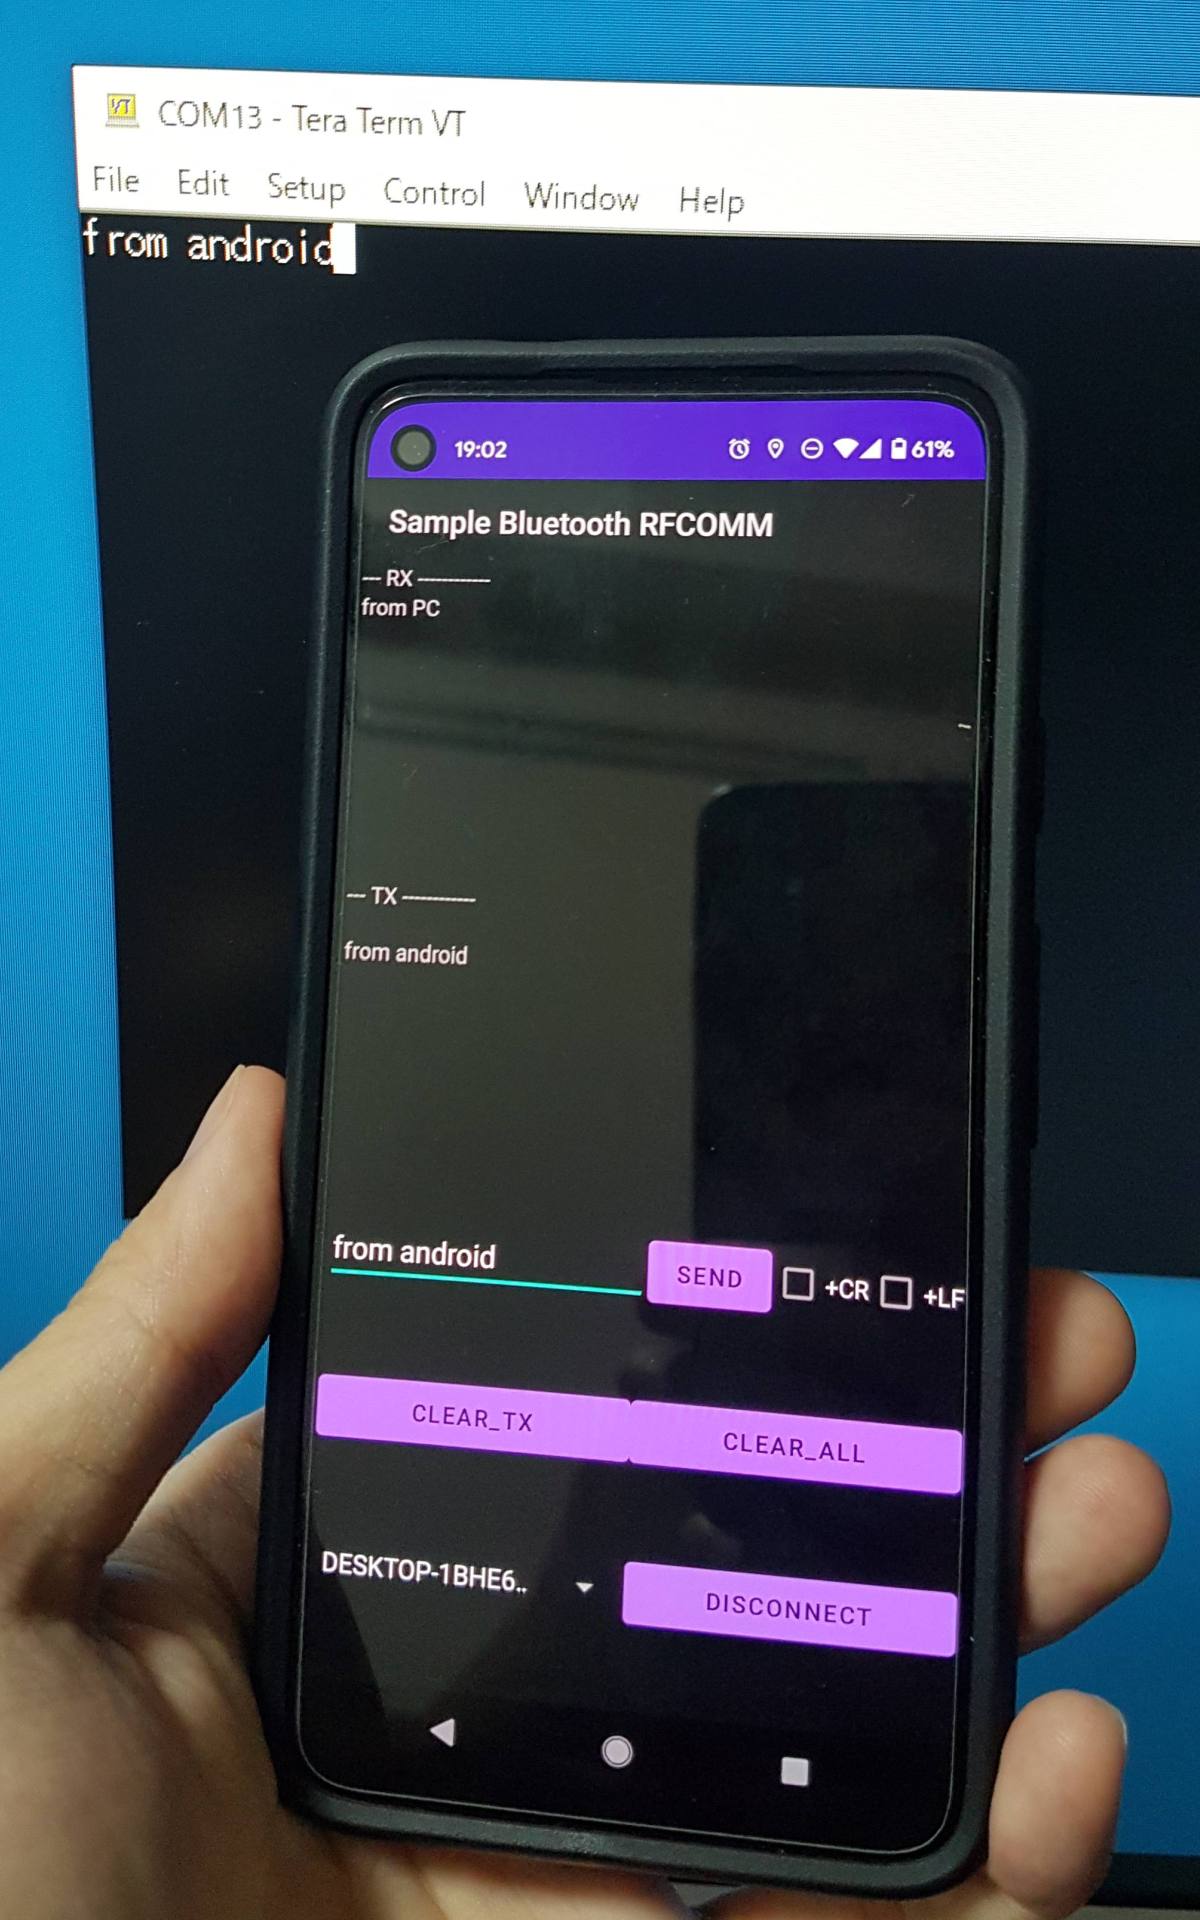 COM13 - Tera Term VT
File Edit Setup Control Window Help
from android
19:02 61%
Sample Bluetooth RFCOMM
--- RX ------------
from PC
--- TX ------------
from android
from android SEND +CR +LF
CLEAR_TX CLEAR_ALL
DESKTOP-1BHE6.. DISCONNECT